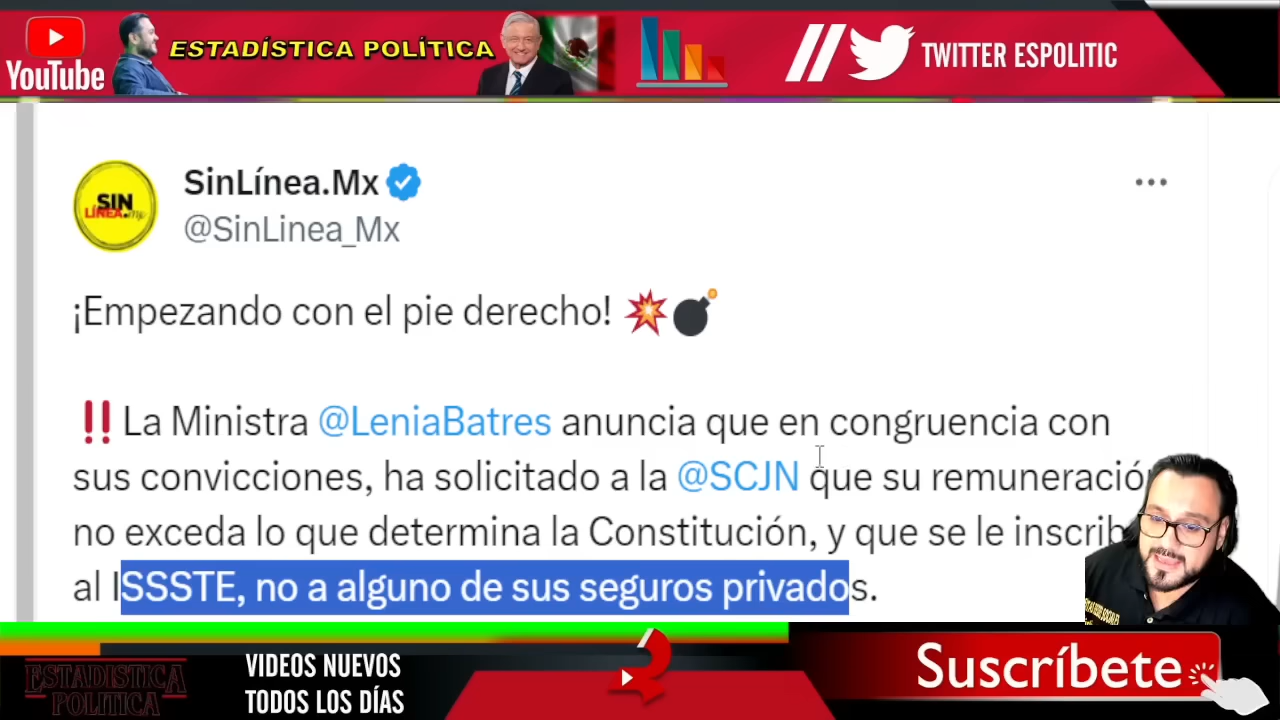 YouTube
ESTADÍSTICA POLÍTICA
TWITTER ESPOLITIC
SIN
LÍNEA.mx
SinLínea.Mx
@SinLinea_Mx
¡Empezando con el pie derecho! 💥💣
‼️La Ministra @LeniaBatres anuncia que en congruencia con
sus convicciones, ha solicitado a la @SCJN que su remuneració
no exceda lo que determina la Constitución, y que se le inscrib
al ISSSTE, no a alguno de sus seguros privados.
ESTADISTICA
POLITICA
VIDEOS NUEVOS
TODOS LOS DÍAS
Suscríbete